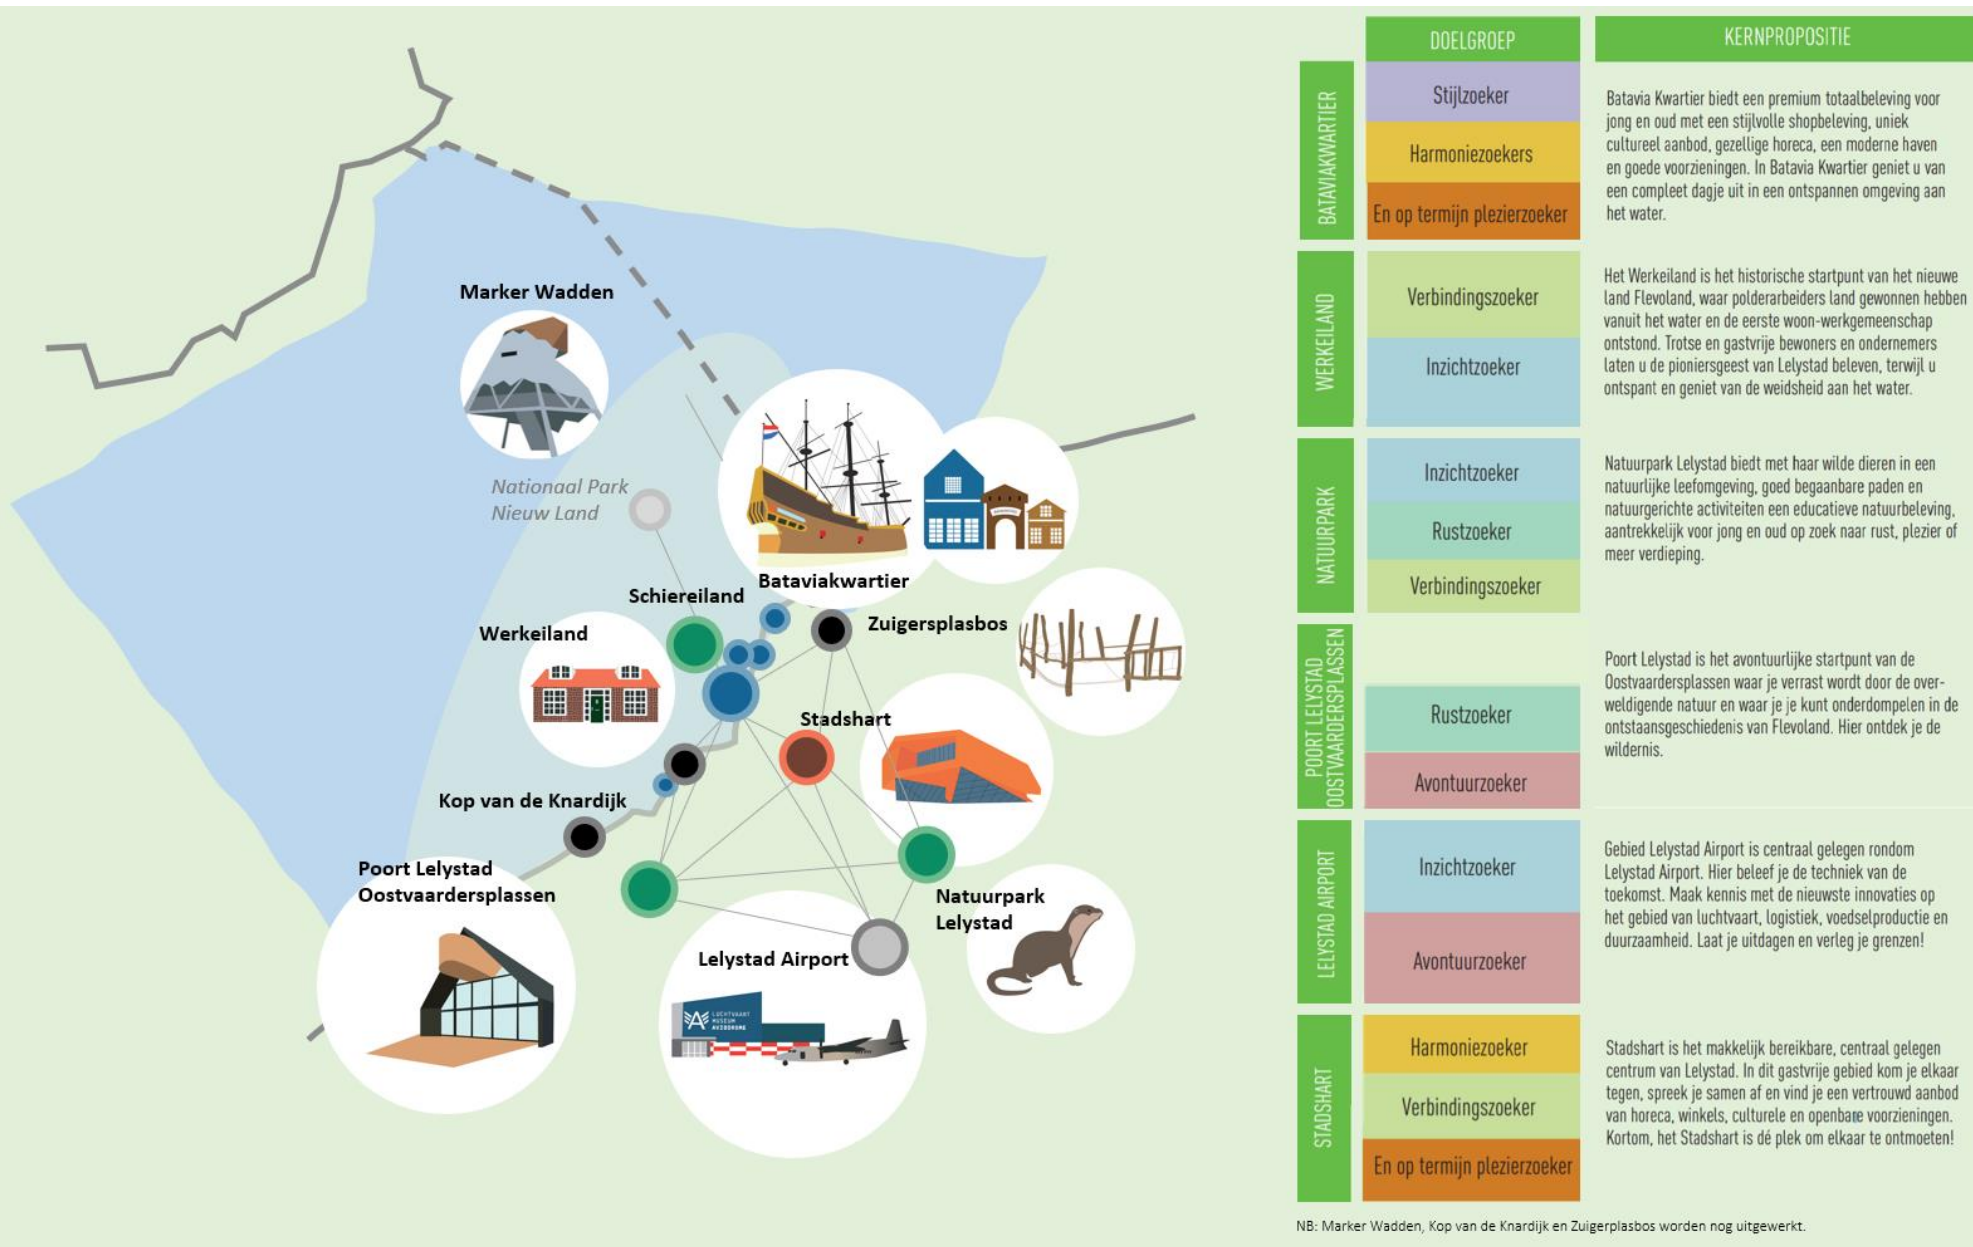 Marker Wadden
Nationaal Park
Nieuw Land
Bataviakwartier
Schiereiland
Zuigersplasbos
Werkeiland
Stadshart
Kop van de Knardijk
Poort Lelystad
Oostvaardersplassen
Natuurpark
Lelystad
Lelystad Airport
LUCHTVAART
MUSEUM
AVIODROME
DOELGROEP
KERNPROPOSITIE
BATAVIAKWARTIER
Stijlzoeker
Harmoniezoekers
En op termijn plezierzoeker
Batavia Kwartier biedt een premium totaalbeleving voor
jong en oud met een stijlvolle shopbeleving, uniek
cultureel aanbod, gezellige horeca, een moderne haven
en goede voorzieningen. In Batavia Kwartier geniet u van
een compleet dagje uit in een ontspannen omgeving aan
het water.
WERKEILAND
Verbindingszoeker
Inzichtzoeker
Het Werkeiland is het historische startpunt van het nieuwe
land Flevoland, waar polderarbeiders land gewonnen hebben
vanuit het water en de eerste woon-werkgemeenschap
ontstond. Trotse en gastvrije bewoners en ondernemers
laten u de pioniersgeest van Lelystad beleven, terwijl u
ontspant en geniet van de weidsheid aan het water.
NATUURPARK
Inzichtzoeker
Rustzoeker
Verbindingszoeker
Natuurpark Lelystad biedt met haar wilde dieren in een
natuurlijke leefomgeving, goed begaanbare paden en
natuurgerichte activiteiten een educatieve natuurbeleving,
aantrekkelijk voor jong en oud op zoek naar rust, plezier of
meer verdieping.
POORT LELYSTAD
OOSTVAARDERSPLASSEN
Rustzoeker
Avontuurzoeker
Poort Lelystad is het avontuurlijke startpunt van de
Oostvaardersplassen waar je verrast wordt door de over-
weldigende natuur en waar je je kunt onderdompelen in de
ontstaansgeschiedenis van Flevoland. Hier ontdek je de
wildernis.
LELYSTAD AIRPORT
Inzichtzoeker
Avontuurzoeker
Gebied Lelystad Airport is centraal gelegen rondom
Lelystad Airport. Hier beleef je de techniek van de
toekomst. Maak kennis met de nieuwste innovaties op
het gebied van luchtvaart, logistiek, voedselproductie en
duurzaamheid. Laat je uitdagen en verleg je grenzen!
STADSHART
Harmoniezoeker
Verbindingszoeker
En op termijn plezierzoeker
Stadshart is het makkelijk bereikbare, centraal gelegen
centrum van Lelystad. In dit gastvrije gebied kom je elkaar
tegen, spreek je samen af en vind je een vertrouwd aanbod
van horeca, winkels, culturele en openbare voorzieningen.
Kortom, het Stadshart is dé plek om elkaar te ontmoeten!
NB: Marker Wadden, Kop van de Knardijk en Zuigerplasbos worden nog uitgewerkt.